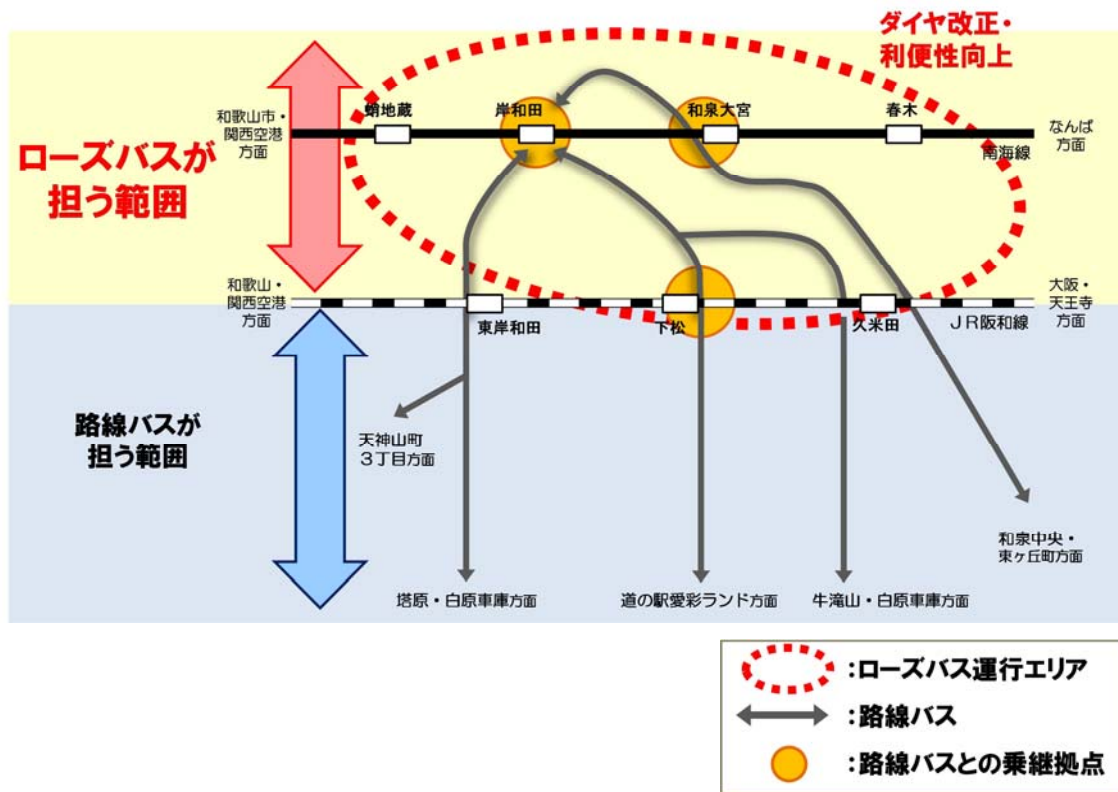 ダイヤ改正・
利便性向上
和歌山市・
関西空港
方面
蛸地蔵
岸和田
和泉大宮
春木
なんば
方面
南海線
ローズバスが
担う範囲
和歌山・
関西空港
方面
東岸和田
下松
久米田
JR阪和線
大阪・
天王寺
方面
路線バスが
担う範囲
天神山町
3丁目方面
和泉中央・
東ヶ丘町方面
塔原・白原車庫方面
道の駅愛彩ランド方面
牛滝山・白原車庫方面
:ローズバス運行エリア
:路線バス
:路線バスとの乗継拠点